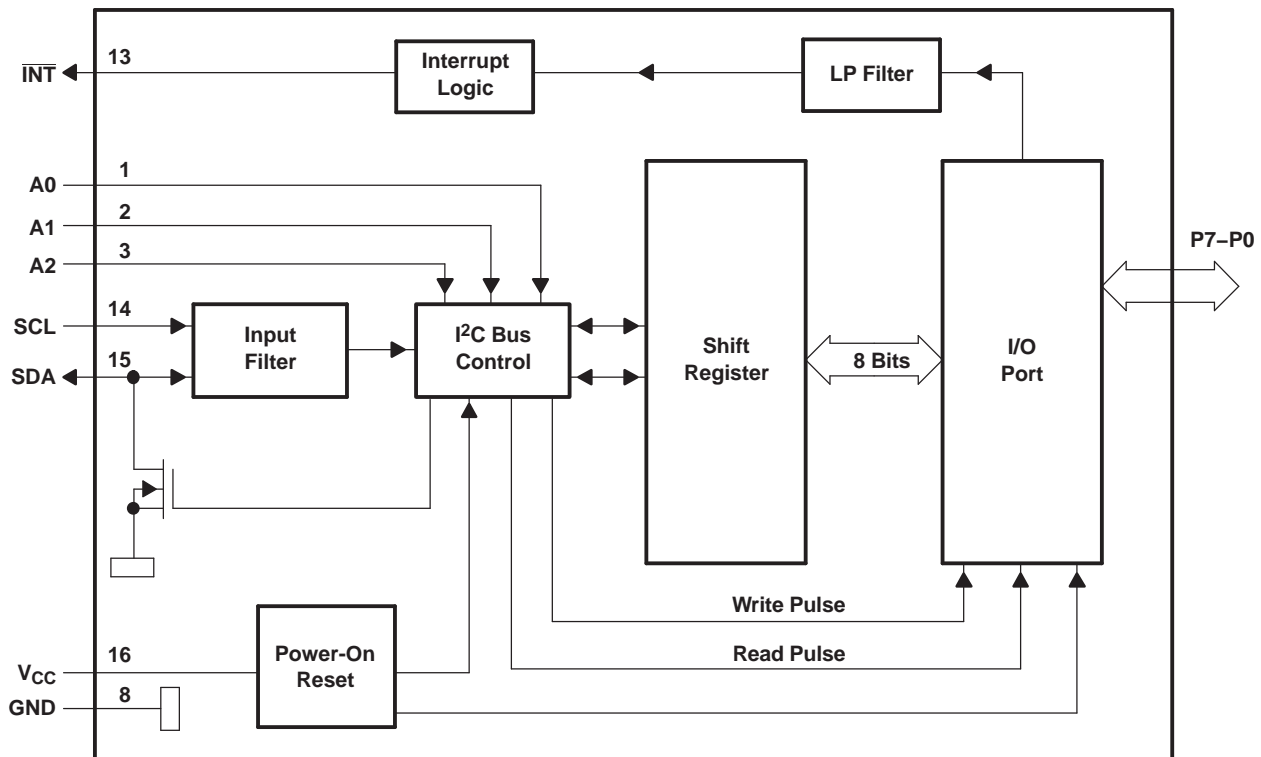 INT
13
Interrupt
Logic
LP Filter
A0
1
A1
2
A2
3
SCL
14
SDA
15
Input
Filter
I²C Bus
Control
Shift
Register
8 Bits
I/O
Port
P7–P0
Write Pulse
Read Pulse
Power-On
Reset
VCC
16
GND
8